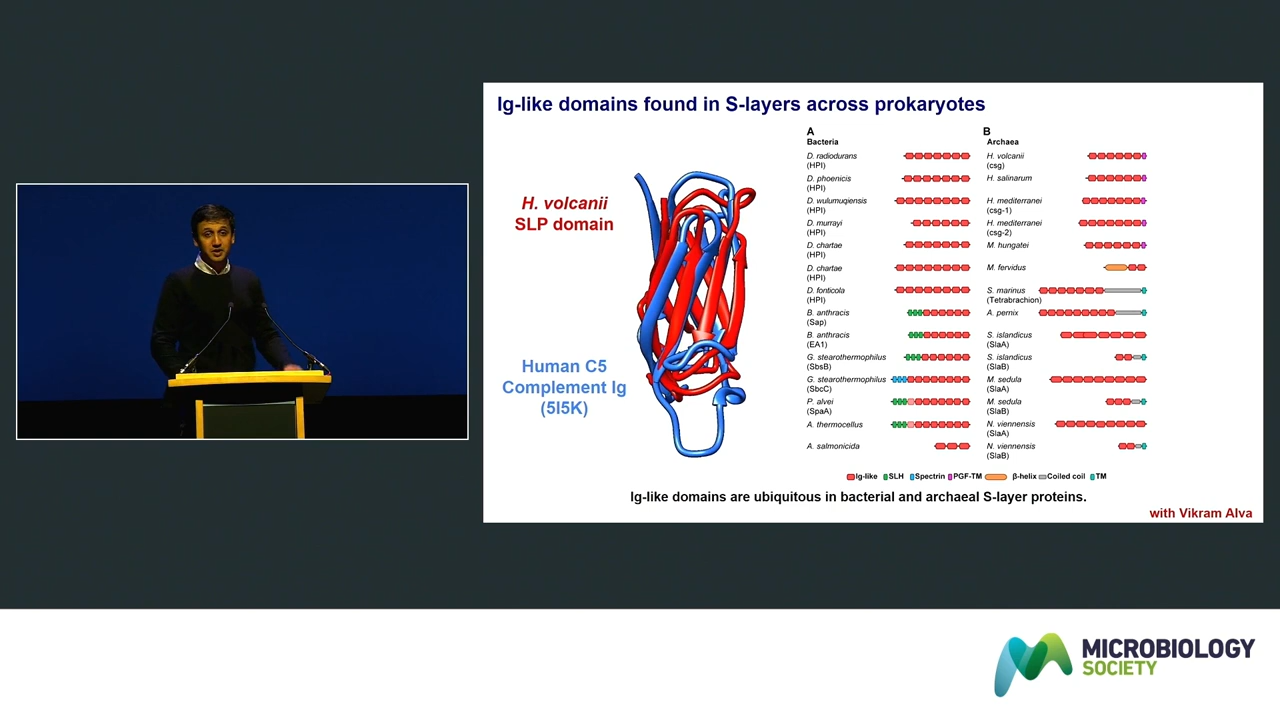 Ig-like domains found in S-layers across prokaryotes
H. volcanii
SLP domain
Human C5
Complement Ig
(5I5K)
A
Bacteria
D. radiodurans
(HPI)
D. phoenicis
(HPI)
D. wulumuqiensis
(HPI)
D. murrayi
(HPI)
D. chartae
(HPI)
D. chartae
(HPI)
D. fonticola
(HPI)
B. anthracis
(Sap)
B. anthracis
(EA1)
G. stearothermophilus
(SbsB)
G. stearothermophilus
(SbcC)
P. alvei
(SpaA)
A. thermocellus
A. salmonicida
B
Archaea
H. volcanii
(csg)
H. salinarum
H. mediterranei
(csg-1)
H. mediterranei
(csg-2)
M. hungatei
M. fervidus
S. marinus
(Tetrabrachion)
A. pernix
S. islandicus
(SlaA)
S. islandicus
(SlaB)
M. sedula
(SlaA)
M. sedula
(SlaB)
N. viennensis
(SlaA)
N. viennensis
(SlaB)
Ig-like SLH Spectrin PGF-TM β-helix Coiled coil TM
Ig-like domains are ubiquitous in bacterial and archaeal S-layer proteins.
with Vikram Alva
MICROBIOLOGY
SOCIETY